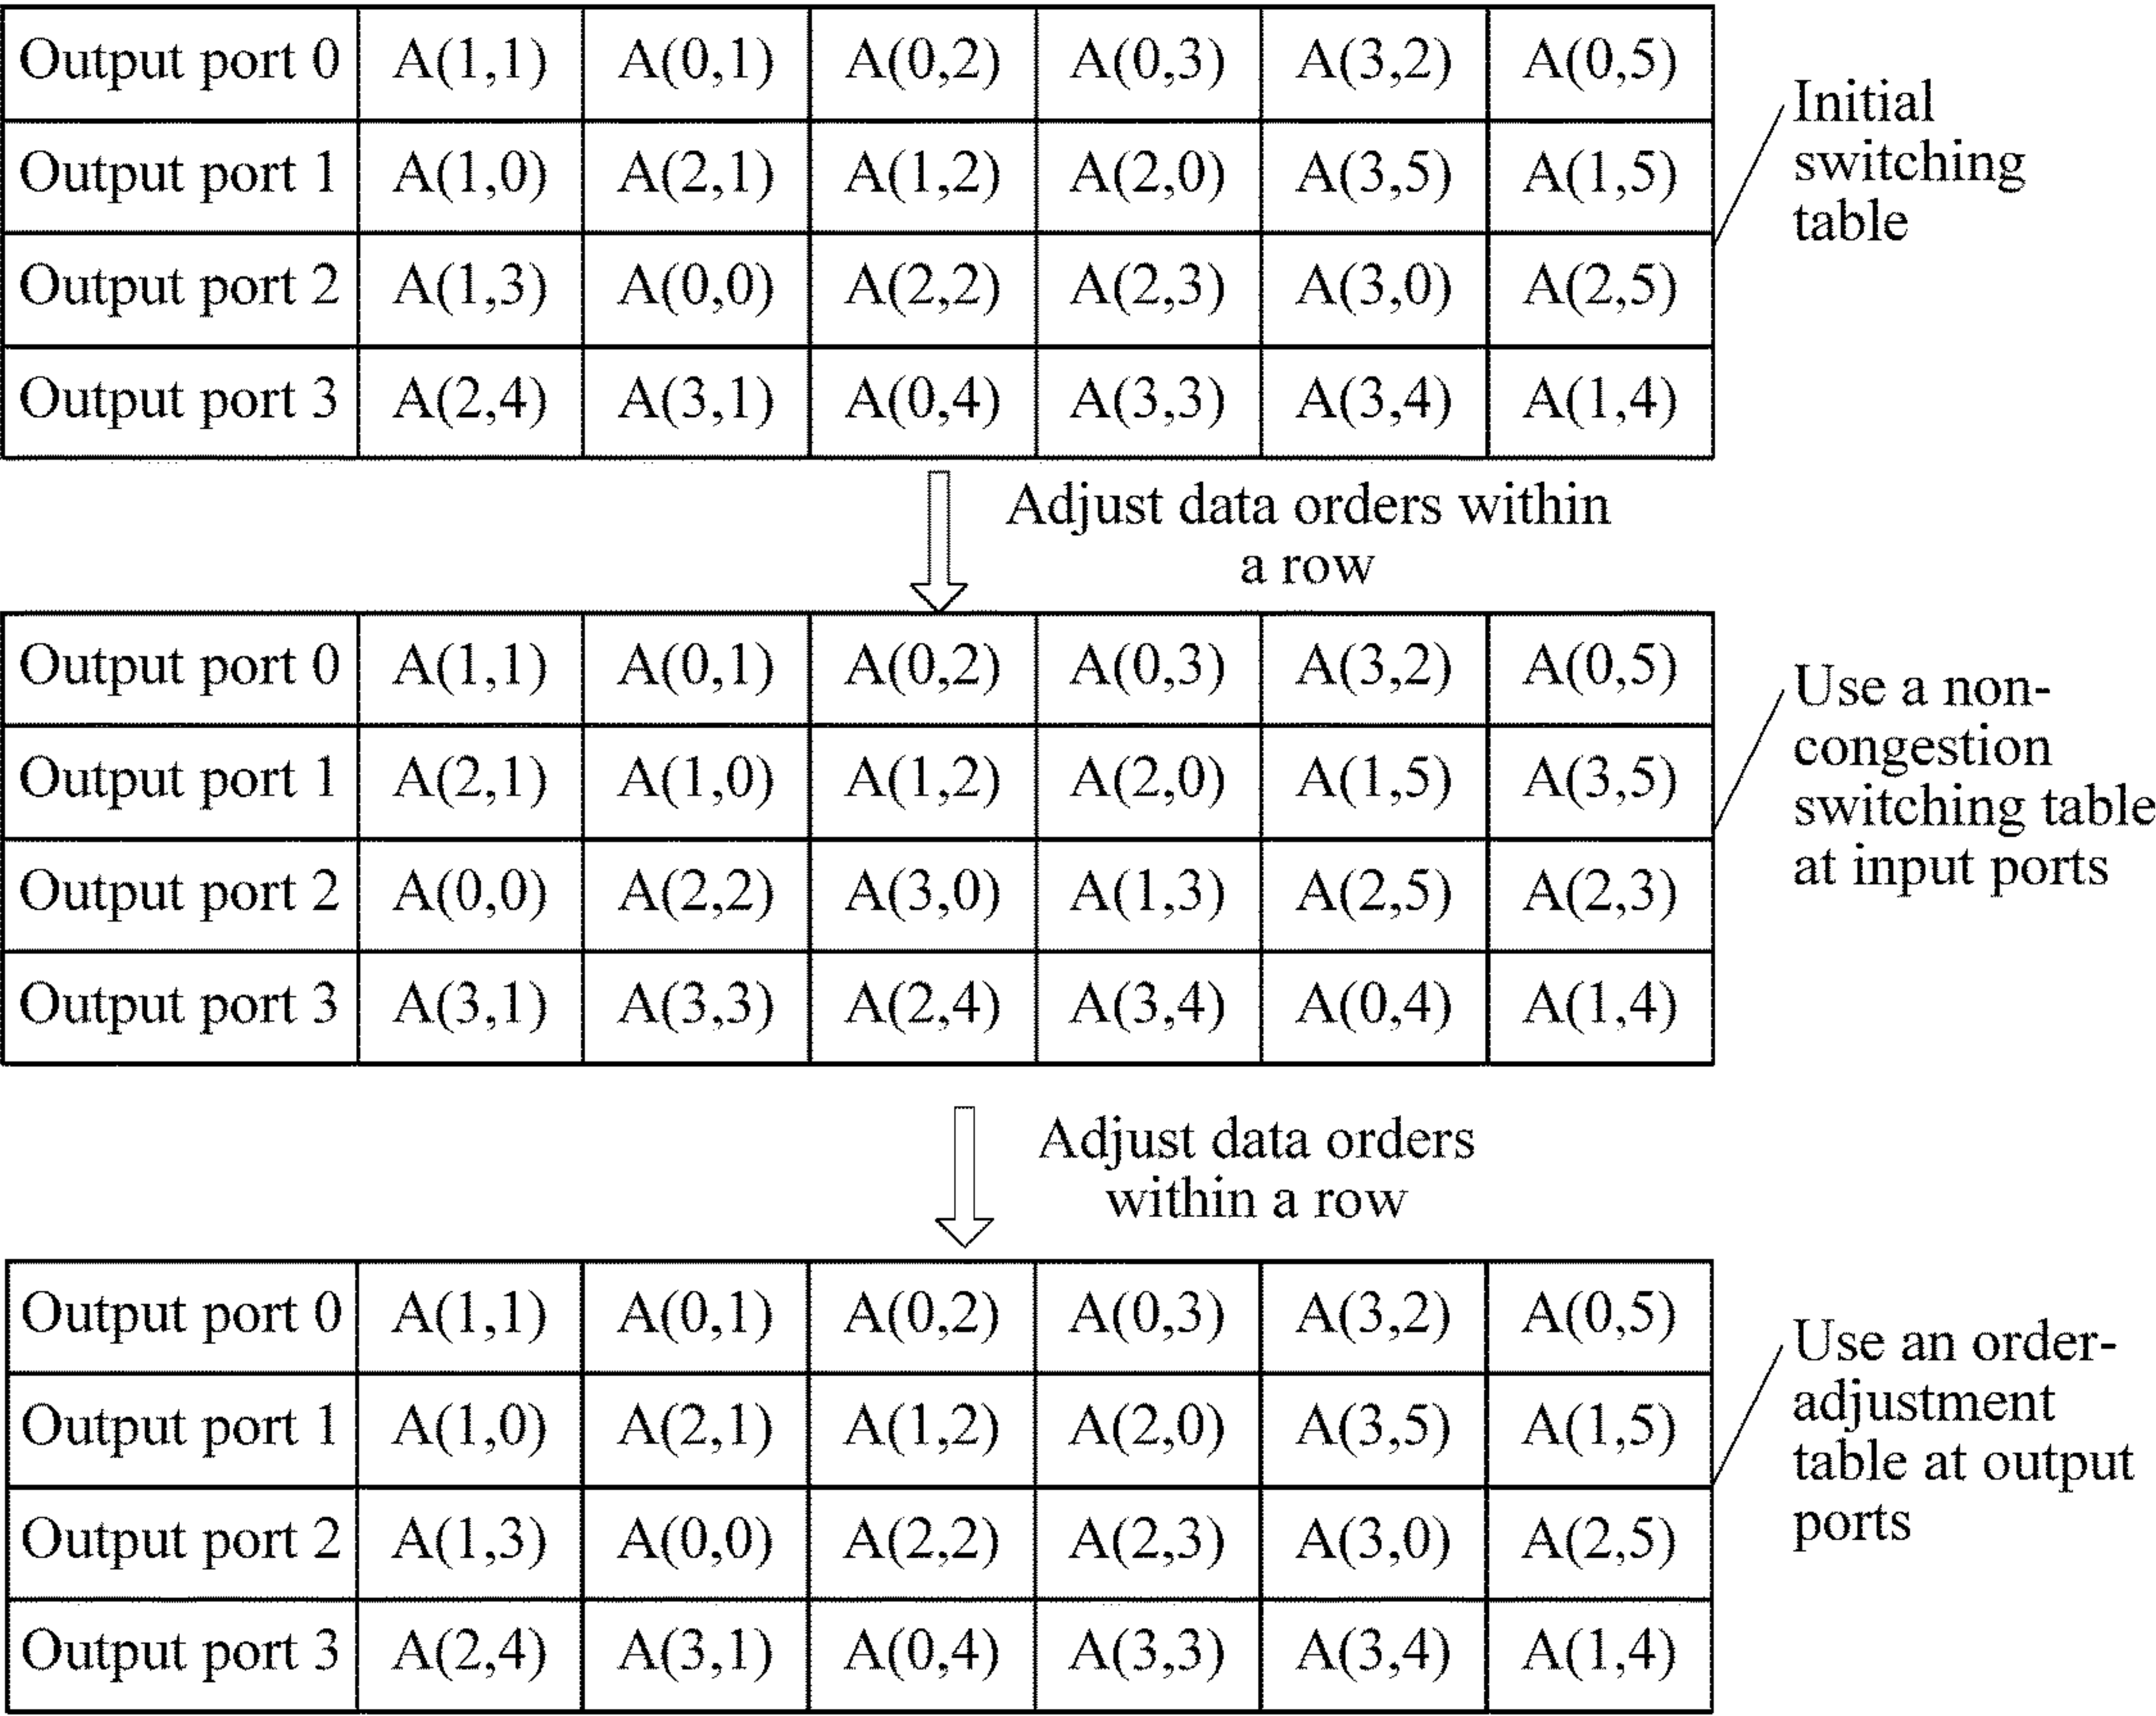 Output port 0 A(1,1) A(0,1) A(0,2) A(0,3) A(3,2) A(0,5)
Output port 1 A(1,0) A(2,1) A(1,2) A(2,0) A(3,5) A(1,5)
Output port 2 A(1,3) A(0,0) A(2,2) A(2,3) A(3,0) A(2,5)
Output port 3 A(2,4) A(3,1) A(0,4) A(3,3) A(3,4) A(1,4)
Initial
switching
table
Adjust data orders within
a row
Output port 0 A(1,1) A(0,1) A(0,2) A(0,3) A(3,2) A(0,5)
Output port 1 A(2,1) A(1,0) A(1,2) A(2,0) A(1,5) A(3,5)
Output port 2 A(0,0) A(2,2) A(3,0) A(1,3) A(2,5) A(2,3)
Output port 3 A(3,1) A(3,3) A(2,4) A(3,4) A(0,4) A(1,4)
Use a non-
congestion
switching table
at input ports
Adjust data orders
within a row
Output port 0 A(1,1) A(0,1) A(0,2) A(0,3) A(3,2) A(0,5)
Output port 1 A(1,0) A(2,1) A(1,2) A(2,0) A(3,5) A(1,5)
Output port 2 A(1,3) A(0,0) A(2,2) A(2,3) A(3,0) A(2,5)
Output port 3 A(2,4) A(3,1) A(0,4) A(3,3) A(3,4) A(1,4)
Use an order-
adjustment
table at output
ports